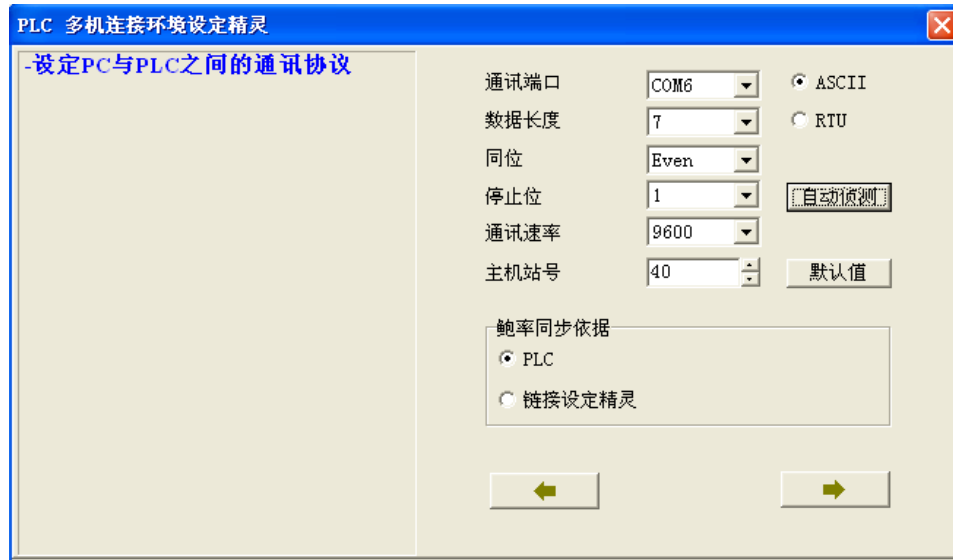 PLC 多机连接环境设定精灵
-设定PC与PLC之间的通讯协议
通讯端口 COM6 ASCII
数据长度 7 RTU
同位 Even
停止位 1 自动侦测
通讯速率 9600
主机站号 40 默认值
鲍率同步依据
PLC
链接设定精灵